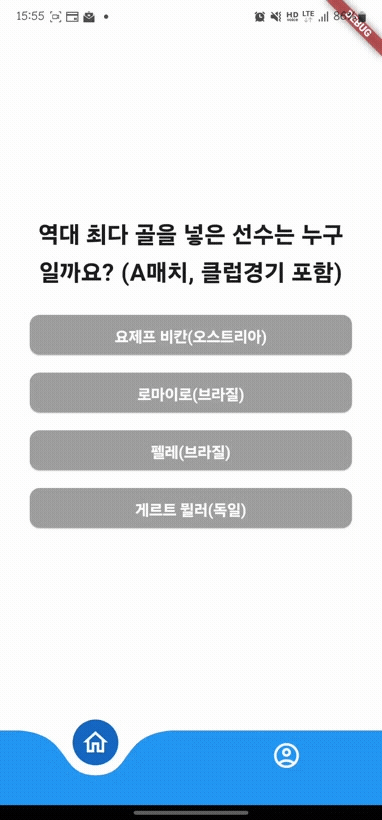 15:55 HD LTE
DEBUG
역대 최다 골을 넣은 선수는 누구
일까요? (A매치, 클럽경기 포함)
요제프 비칸(오스트리아)
로마이로(브라질)
펠레(브라질)
게르트 뮐러(독일)